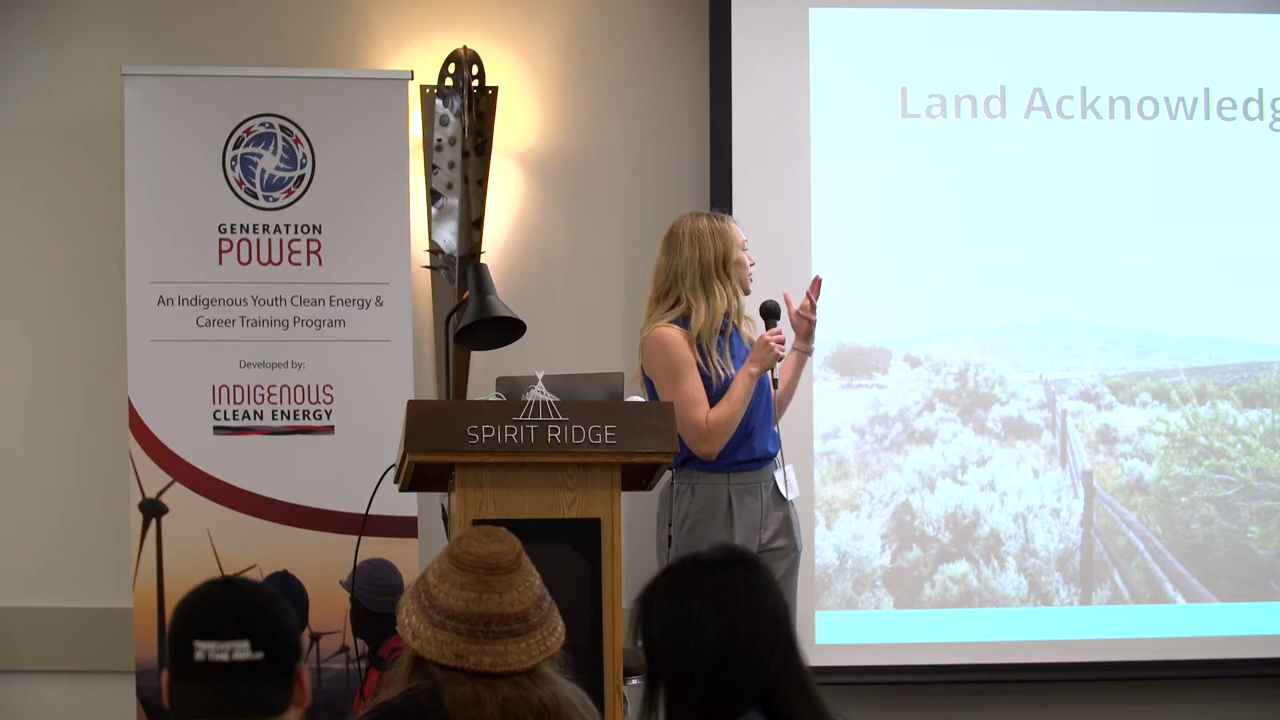 GENERATION
POWER
An Indigenous Youth Clean Energy &
Career Training Program
Developed by:
INDIGENOUS
CLEAN ENERGY
SPIRIT RIDGE
Land Acknowledg